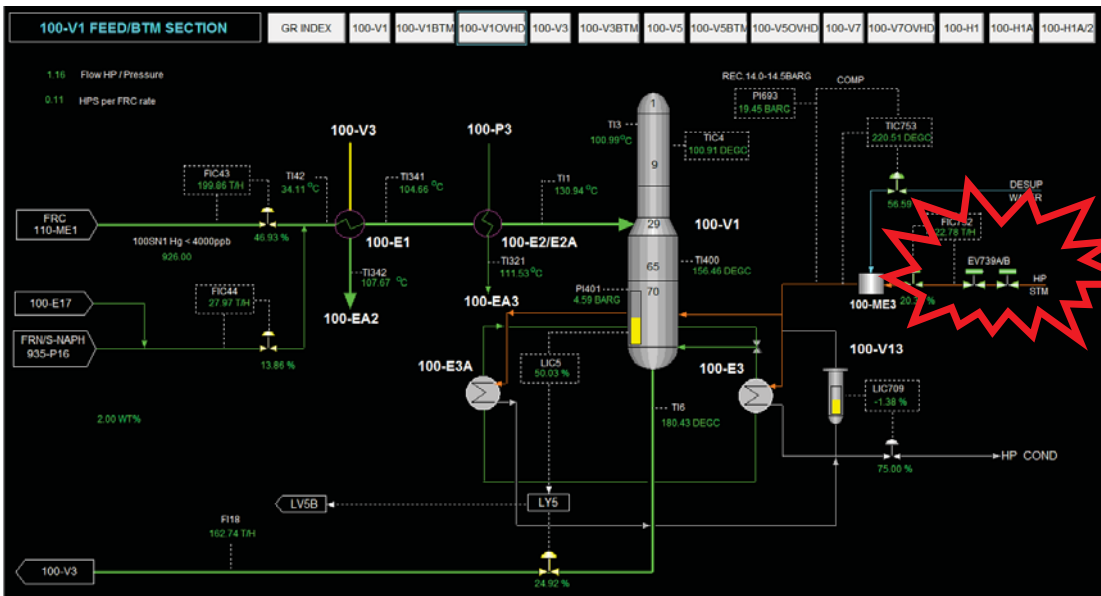 100-V1 FEED/BTM SECTION
GR INDEX
100-V1
100-V1BTM
100-V1OVHD
100-V3
100-V3BTM
100-V5
100-V5BTM
100-V5OVHD
100-V7
100-V7OVHD
100-H1
100-H1A
100-H1A/2
1.16 Flow HP / Pressure
0.11 HPS per FRC rate
REC.14.0-14.5BARG
COMP
PI693
19.45 BARG
TIC753
220.51 DEGC
100-V3
100-P3
TI3
100.99°C
1
TIC4
100.91 DEGC
9
FIC43
199.86 T/H
TI42
34.11 °C
TI341
104.66 °C
TI1
130.94 °C
DESUP
56.59
FRC
110-ME1
46.93 %
100-E1
100-E2/E2A
29
100-V1
22.78 T/H
100SN1 Hg < 4000ppb
926.00
TI342
107.67 °C
TI321
111.53 °C
65
TI400
156.46 DEGC
EV739A/B
HP
STM
FIC44
27.97 T/H
PI401
4.59 BARG
70
100-ME3
100-E17
100-EA2
100-EA3
FRN/S-NAPH
935-P16
13.86 %
LIC5
50.03 %
100-E3A
100-E3
100-V13
LIC709
-1.38 %
2.00 WT%
TI6
180.43 DEGC
HP COND
75.00 %
LV5B
LY5
FI18
162.74 T/H
100-V3
24.92 %